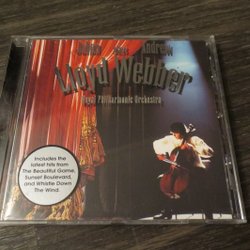 Julian plays Andrew
Lloyd Webber
Royal Philharmonic Orchestra
Includes the
latest hits from
The Beautiful Game,
Sunset Boulevard,
and Whistle Down
The Wind.